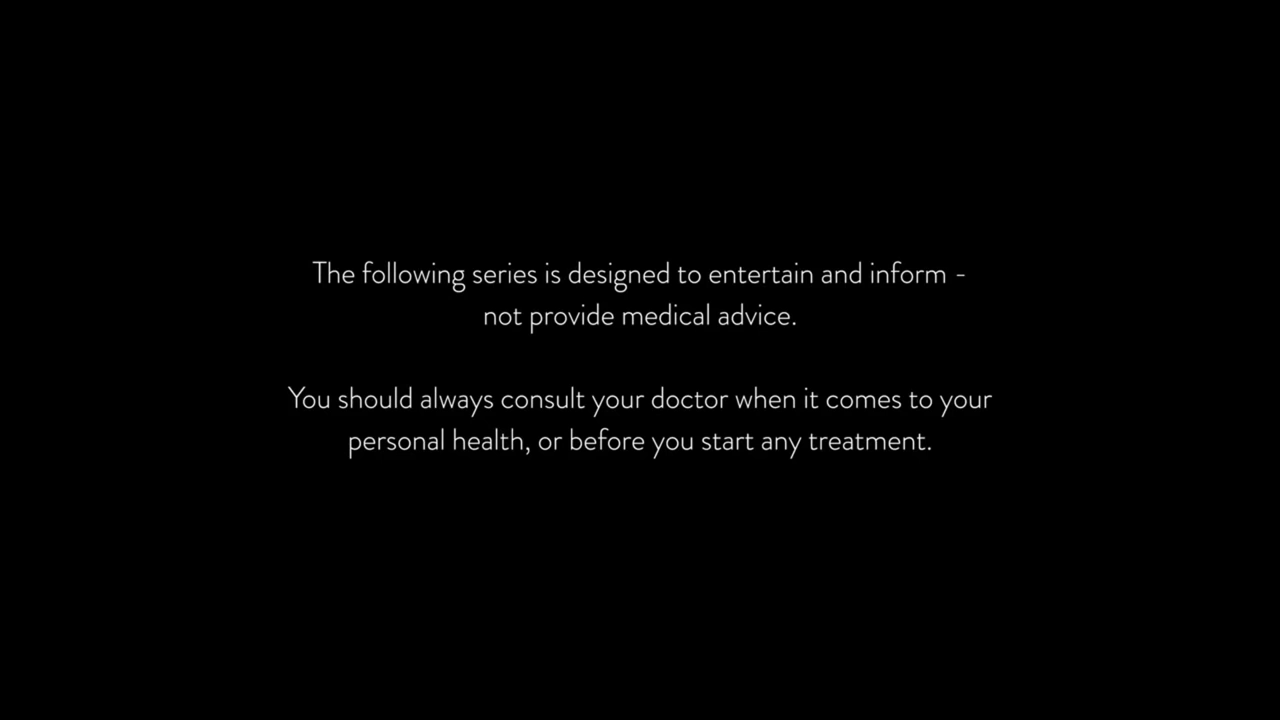 The following series is designed to entertain and inform -
not provide medical advice.
You should always consult your doctor when it comes to your
personal health, or before you start any treatment.